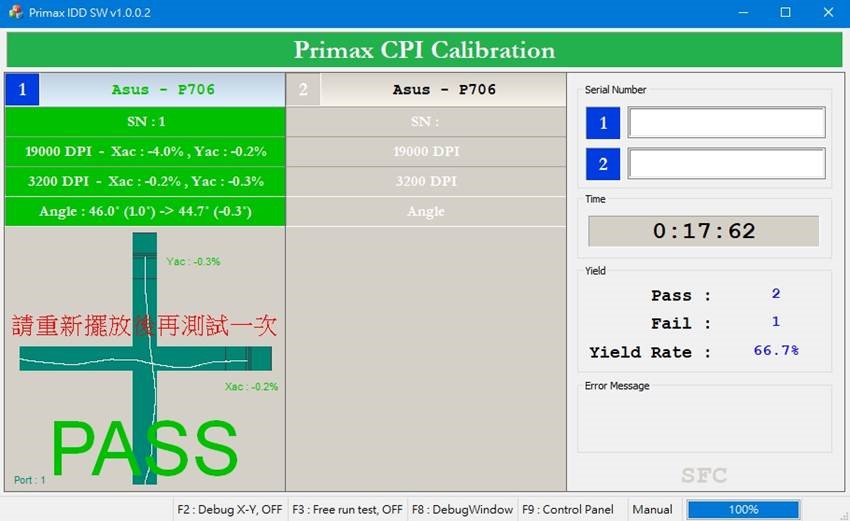 Primax IDD SW v1.0.0.2
Primax CPI Calibration
1 Asus - P706
SN : 1
19000 DPI - Xac : -4.0% , Yac : -0.2%
3200 DPI - Xac : -0.2% , Yac : -0.3%
Angle : 46.0° (1.0°) -> 44.7° (-0.3°)
Yac : -0.3%
請重新擺放後再測試一次
Xac : -0.2%
PASS
Port : 1
2 Asus - P706
SN :
19000 DPI
3200 DPI
Angle
Serial Number
1
2
Time
0:17:62
Yield
Pass : 2
Fail : 1
Yield Rate : 66.7%
Error Message
SFC
F2 : Debug X-Y, OFF F3 : Free run test, OFF F8 : DebugWindow F9 : Control Panel Manual 100%